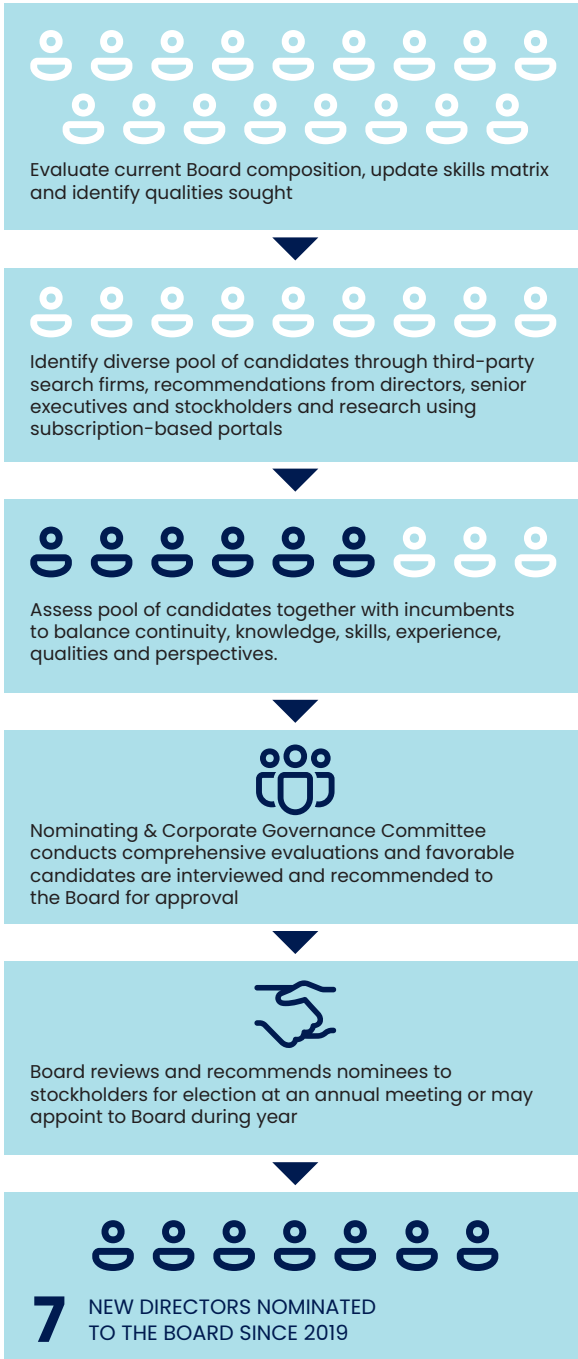 Evaluate current Board composition, update skills matrix
and identify qualities sought
Identify diverse pool of candidates through third-party
search firms, recommendations from directors, senior
executives and stockholders and research using
subscription-based portals
Assess pool of candidates together with incumbents
to balance continuity, knowledge, skills, experience,
qualities and perspectives.
Nominating & Corporate Governance Committee
conducts comprehensive evaluations and favorable
candidates are interviewed and recommended to
the Board for approval
Board reviews and recommends nominees to
stockholders for election at an annual meeting or may
appoint to Board during year
7 NEW DIRECTORS NOMINATED
TO THE BOARD SINCE 2019